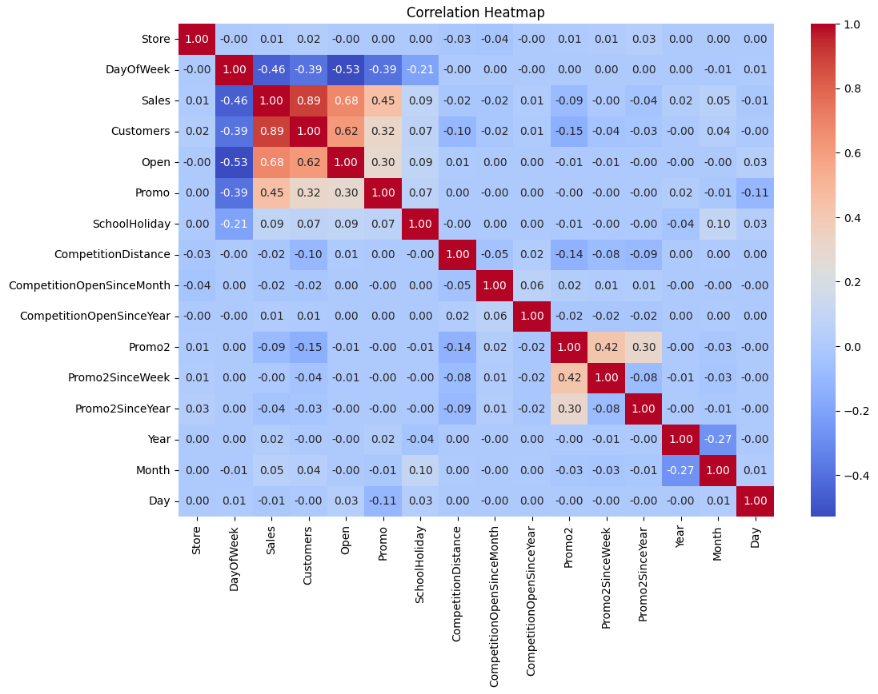 Correlation Heatmap
Store 1.00 -0.00 0.01 0.02 -0.00 0.00 0.00 -0.03 -0.04 -0.00 0.01 0.01 0.03 0.00 0.00 0.00
DayOfWeek -0.00 1.00 -0.46 -0.39 -0.53 -0.39 -0.21 -0.00 0.00 -0.00 0.00 0.00 0.00 0.00 -0.01 0.01
Sales 0.01 -0.46 1.00 0.89 0.68 0.45 0.09 -0.02 -0.02 0.01 -0.09 -0.00 -0.04 0.02 0.05 -0.01
Customers 0.02 -0.39 0.89 1.00 0.62 0.32 0.07 -0.10 -0.02 0.01 -0.15 -0.04 -0.03 -0.00 0.04 -0.00
Open -0.00 -0.53 0.68 0.62 1.00 0.30 0.09 0.01 0.00 0.00 -0.01 -0.01 -0.00 -0.00 0.00 0.03
Promo 0.00 -0.39 0.45 0.32 0.30 1.00 0.07 0.00 -0.00 0.00 -0.00 -0.00 -0.00 0.02 -0.01 -0.11
SchoolHoliday 0.00 -0.21 0.09 0.07 0.09 0.07 1.00 -0.00 0.00 0.00 -0.01 -0.00 -0.00 -0.04 0.10 0.03
CompetitionDistance -0.03 -0.00 -0.02 -0.10 0.01 0.00 -0.00 1.00 -0.05 0.02 -0.14 -0.08 -0.09 0.00 0.00 0.00
CompetitionOpenSinceMonth -0.04 0.00 -0.02 -0.02 0.00 -0.00 0.00 -0.05 1.00 0.06 0.02 0.01 0.01 -0.00 -0.00 -0.00
CompetitionOpenSinceYear -0.00 -0.00 0.01 0.01 0.00 0.00 0.00 0.02 0.06 1.00 -0.02 -0.02 -0.02 0.00 0.00 0.00
Promo2 0.01 0.00 -0.09 -0.15 -0.01 -0.00 -0.01 -0.14 0.02 -0.02 1.00 0.42 0.30 -0.00 -0.03 -0.00
Promo2SinceWeek 0.01 0.00 -0.00 -0.04 -0.01 -0.00 -0.00 -0.08 0.01 -0.02 0.42 1.00 -0.08 -0.01 -0.03 -0.00
Promo2SinceYear 0.03 0.00 -0.04 -0.03 -0.00 -0.00 -0.00 -0.09 0.01 -0.02 0.30 -0.08 1.00 -0.00 -0.01 -0.00
Year 0.00 0.00 0.02 -0.00 -0.00 0.02 -0.04 0.00 -0.00 0.00 -0.00 -0.01 -0.00 1.00 -0.27 -0.00
Month 0.00 -0.01 0.05 0.04 -0.00 -0.01 0.10 0.00 -0.00 0.00 -0.03 -0.03 -0.01 -0.27 1.00 0.01
Day 0.00 0.01 -0.01 -0.00 0.03 -0.11 0.03 0.00 -0.00 0.00 -0.00 -0.00 -0.00 -0.00 0.01 1.00
Store
DayOfWeek
Sales
Customers
Open
Promo
SchoolHoliday
CompetitionDistance
CompetitionOpenSinceMonth
CompetitionOpenSinceYear
Promo2
Promo2SinceWeek
Promo2SinceYear
Year
Month
Day
1.0
0.8
0.6
0.4
0.2
0.0
−0.2
−0.4